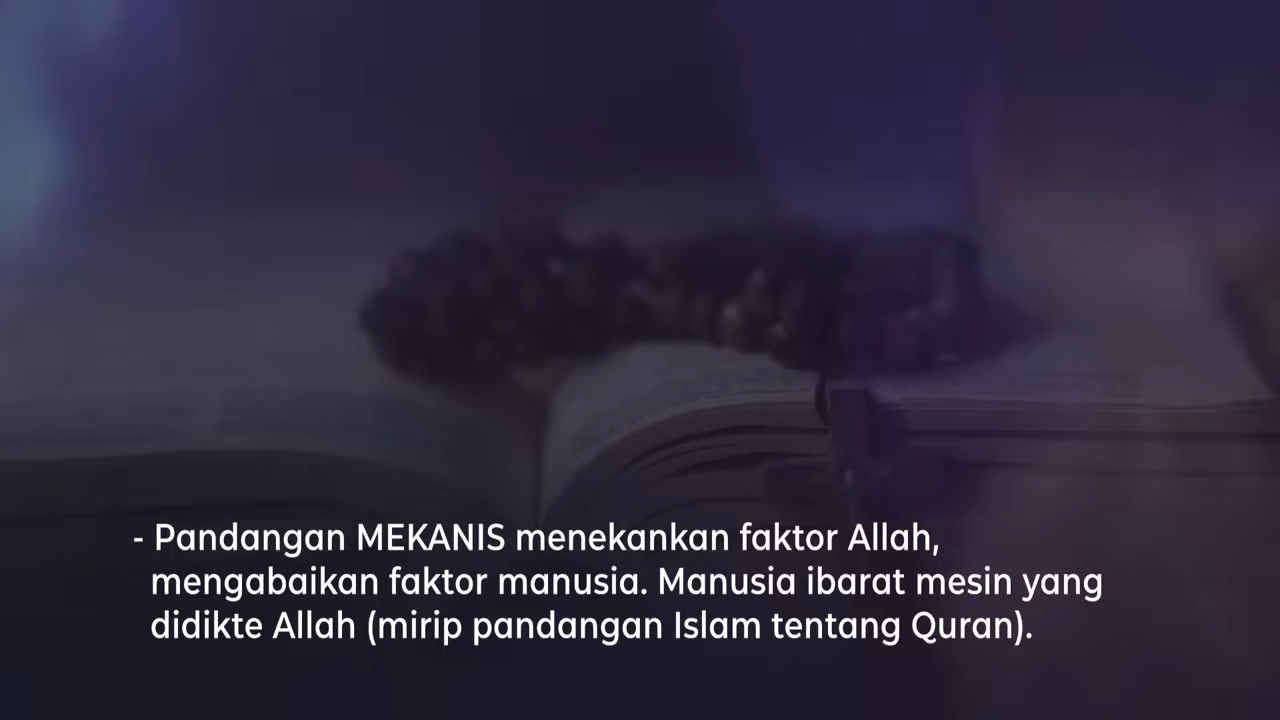 - Pandangan MEKANIS menekankan faktor Allah,
mengabaikan faktor manusia. Manusia ibarat mesin yang
didikte Allah (mirip pandangan Islam tentang Quran).